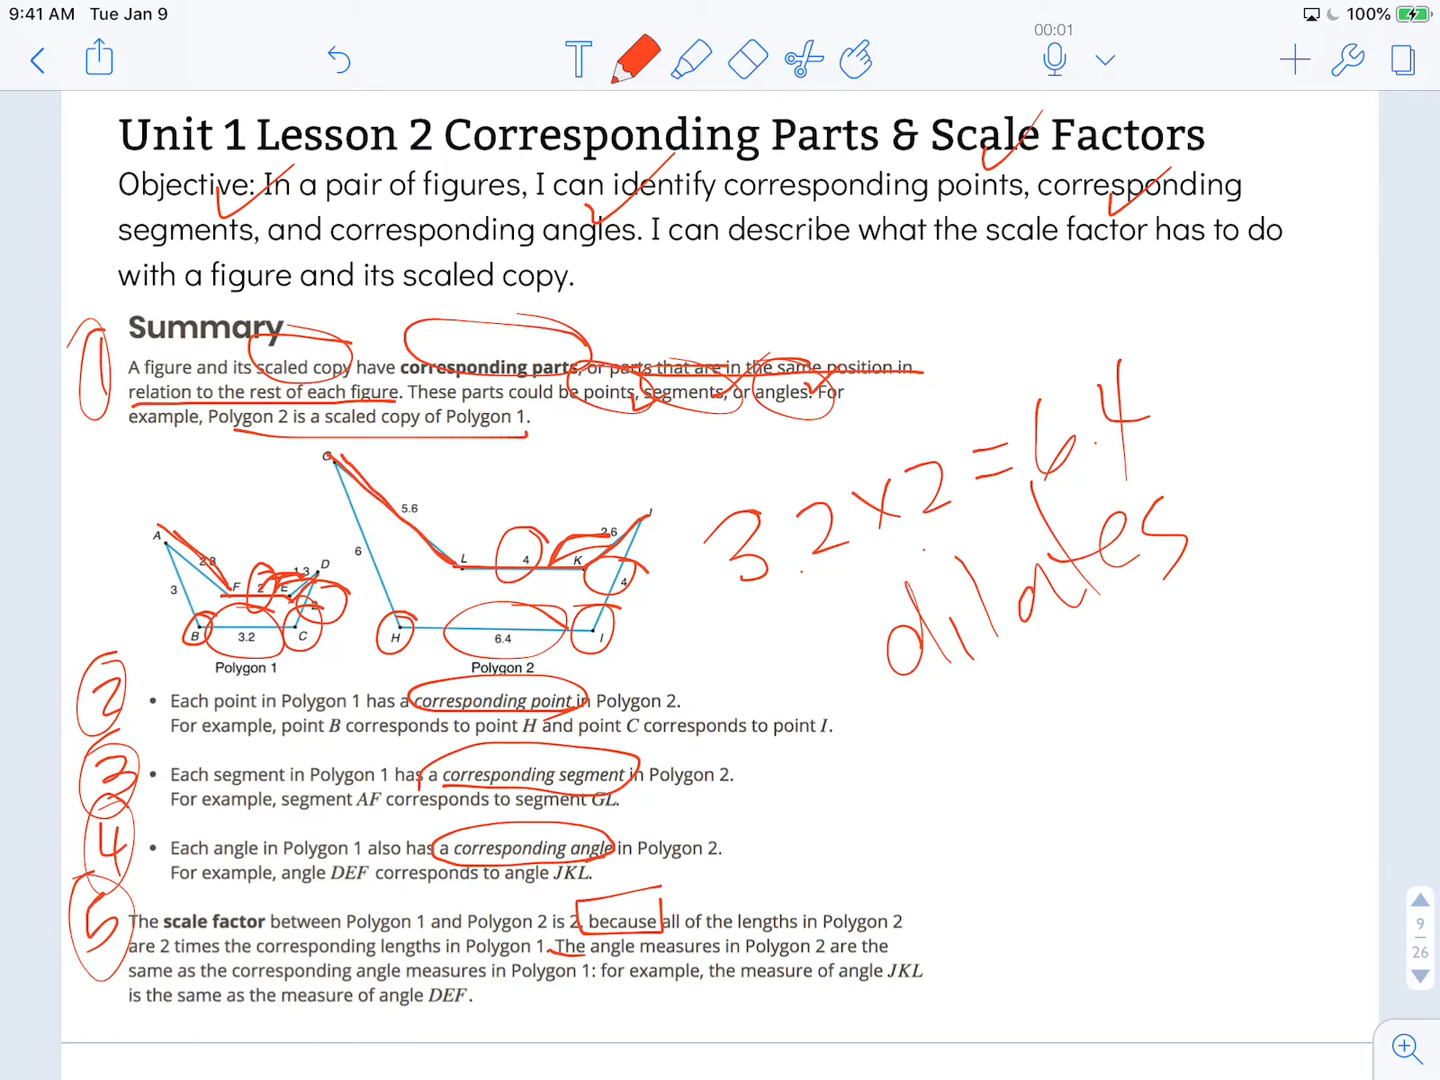 9:41 AM Tue Jan 9
100%
00:01
T
Unit 1 Lesson 2 Corresponding Parts & Scale Factors
Objective: In a pair of figures, I can identify corresponding points, corresponding
segments, and corresponding angles. I can describe what the scale factor has to do
with a figure and its scaled copy.
1
Summary
A figure and its scaled copy have corresponding parts, or parts that are in the same position in
relation to the rest of each figure. These parts could be points, segments, or angles. For
example, Polygon 2 is a scaled copy of Polygon 1.
3.2 x 2 = 6.4
dilates
A
2.8
F
2
E
1.3
D
3
2
B
3.2
C
Polygon 1
G
5.6
6
L
4
K
2.6
J
4
H
6.4
I
Polygon 2
2
• Each point in Polygon 1 has a corresponding point in Polygon 2.
For example, point B corresponds to point H and point C corresponds to point I.
3
• Each segment in Polygon 1 has a corresponding segment in Polygon 2.
For example, segment AF corresponds to segment GL.
4
• Each angle in Polygon 1 also has a corresponding angle in Polygon 2.
For example, angle DEF corresponds to angle JKL.
5
The scale factor between Polygon 1 and Polygon 2 is 2, because all of the lengths in Polygon 2
are 2 times the corresponding lengths in Polygon 1. The angle measures in Polygon 2 are the
same as the corresponding angle measures in Polygon 1: for example, the measure of angle JKL
is the same as the measure of angle DEF.
9
26